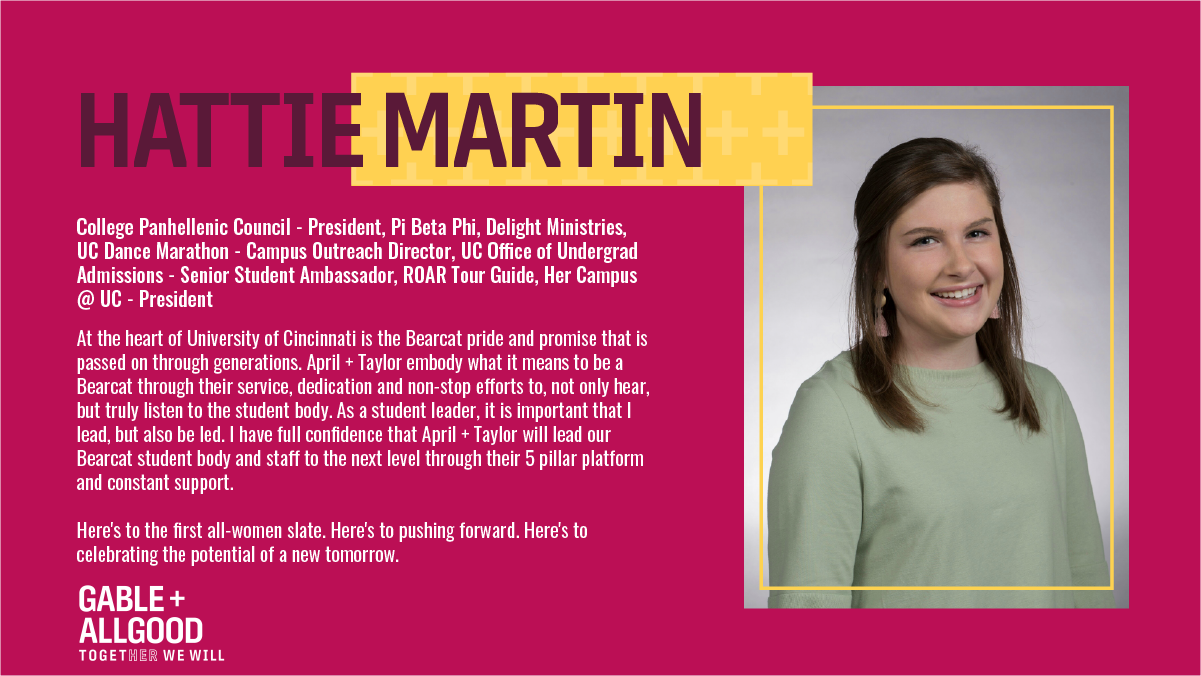 HATTIE MARTIN
College Panhellenic Council - President, Pi Beta Phi, Delight Ministries,
UC Dance Marathon - Campus Outreach Director, UC Office of Undergrad
Admissions - Senior Student Ambassador, ROAR Tour Guide, Her Campus
@ UC - President
At the heart of University of Cincinnati is the Bearcat pride and promise that is
passed on through generations. April + Taylor embody what it means to be a
Bearcat through their service, dedication and non-stop efforts to, not only hear,
but truly listen to the student body. As a student leader, it is important that I
lead, but also be led. I have full confidence that April + Taylor will lead our
Bearcat student body and staff to the next level through their 5 pillar platform
and constant support.
Here's to the first all-women slate. Here's to pushing forward. Here's to
celebrating the potential of a new tomorrow.
GABLE +
ALLGOOD
TOGETHER WE WILL